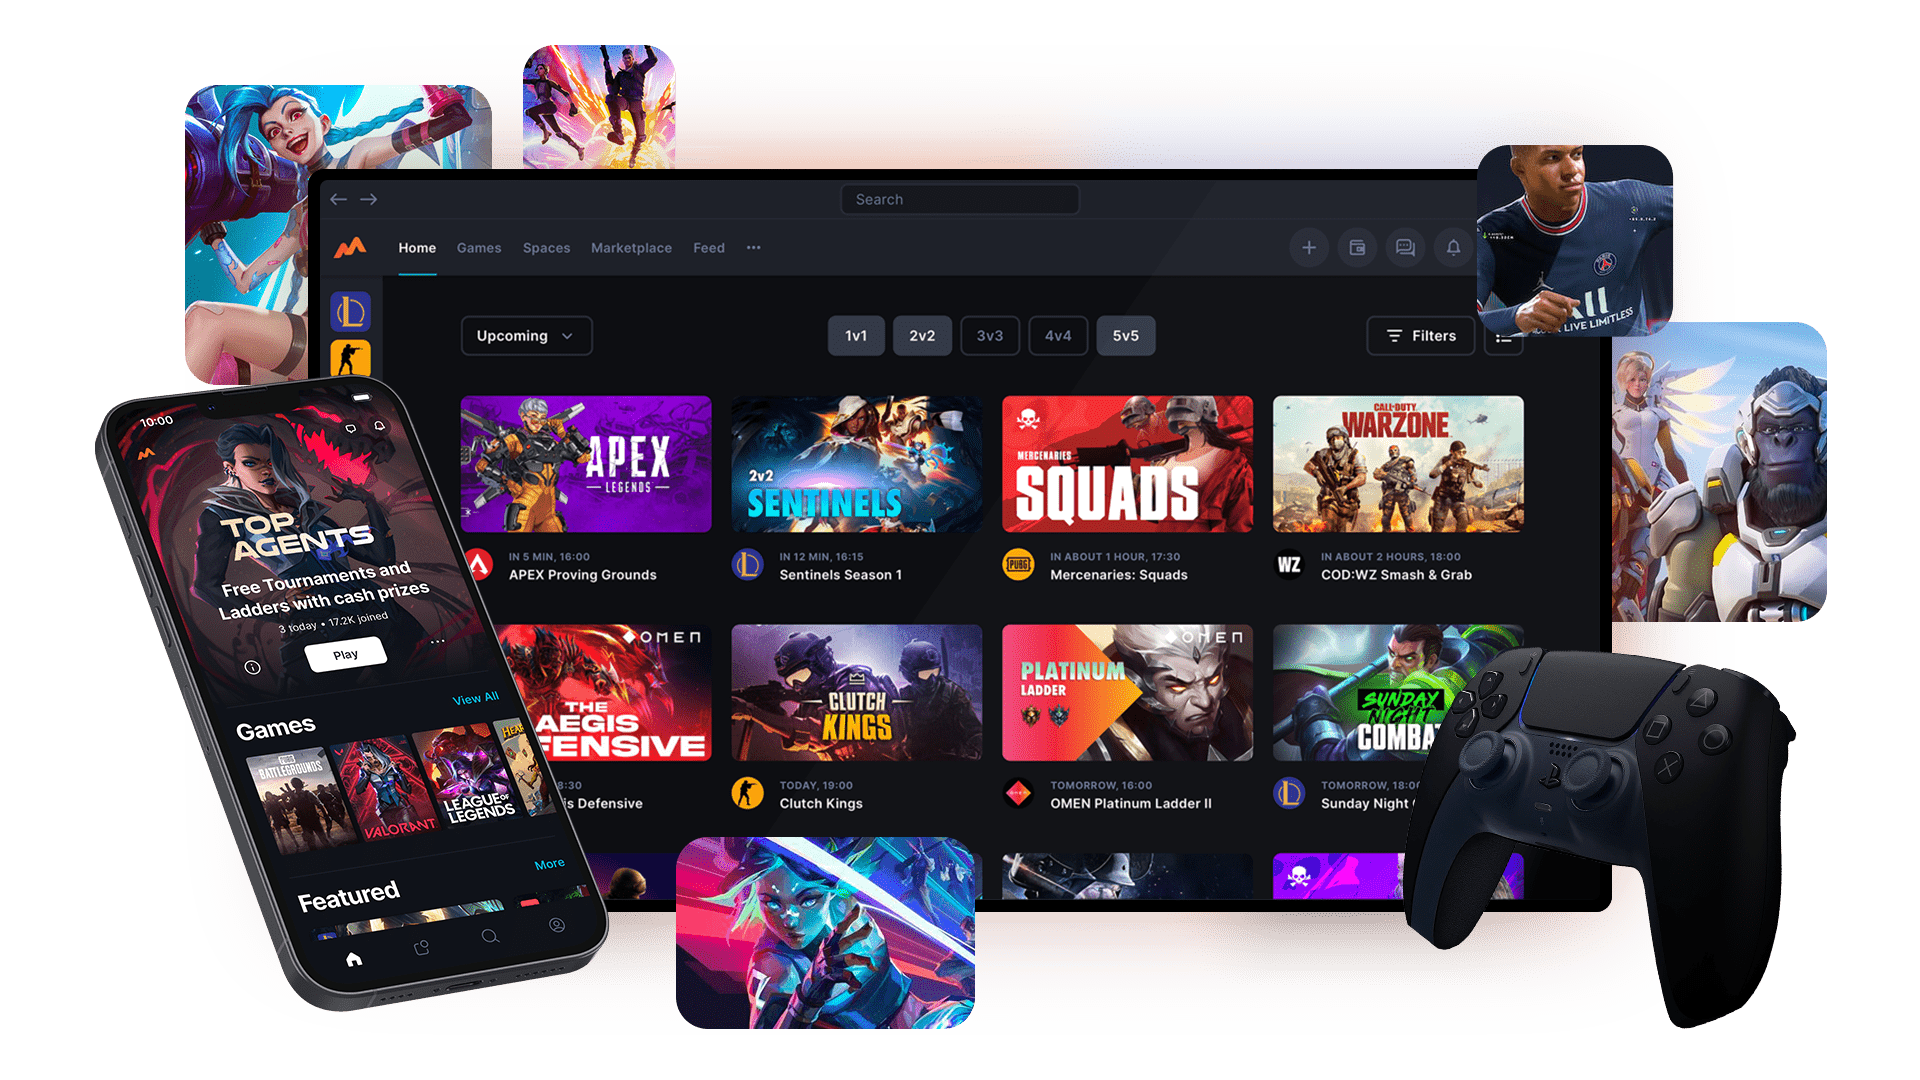 Search
Home
Games
Spaces
Marketplace
Feed
Upcoming
1v1
2v2
3v3
4v4
5v5
Filters
LIVE LIMITLESS
APEX
LEGENDS
2v2
SENTINELS
MERCENARIES
SQUADS
CALL OF DUTY
WARZONE
IN 5 MIN, 16:00
APEX Proving Grounds
IN 12 MIN, 16:15
Sentinels Season 1
PUBG
IN ABOUT 1 HOUR, 17:30
Mercenaries: Squads
WZ
IN ABOUT 2 HOURS, 18:00
COD:WZ Smash & Grab
OMEN
THE
AEGIS
FENSIVE
CLUTCH
KINGS
OMEN
PLATINUM
LADDER
SUNDAY
NIGHT
COMBA
8:30
is Defensive
TODAY, 19:00
Clutch Kings
TOMORROW, 16:00
OMEN Platinum Ladder II
TOMORROW, 18:
Sunday Night
10:00
TOP
AGENTS
Free Tournaments and
Ladders with cash prizes
3 today • 17.2K joined
Play
View All
Games
PUBG
BATTLEGROUNDS
VALORANT
LEAGUE OF
LEGENDS
HEAR
More
Featured